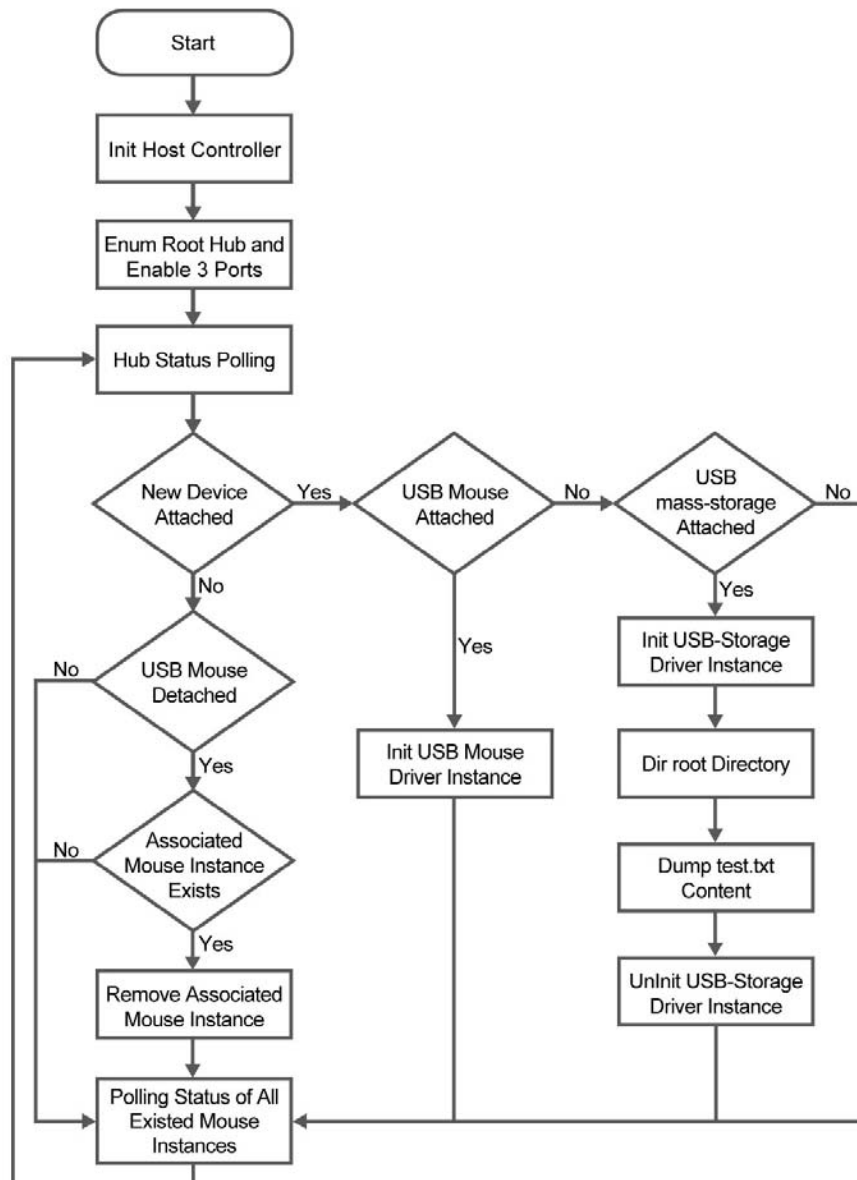 Start
Init Host Controller
Enum Root Hub and
Enable 3 Ports
Hub Status Polling
New Device
Attached
Yes
USB Mouse
Attached
No
USB
mass-storage
Attached
No
No
Yes
Yes
Init USB-Storage
Driver Instance
No
USB Mouse
Detached
Init USB Mouse
Driver Instance
Dir root Directory
Yes
No
Associated
Mouse Instance
Exists
Dump test.txt
Content
Yes
Remove Associated
Mouse Instance
UnInit USB-Storage
Driver Instance
Polling Status of All
Existed Mouse
Instances